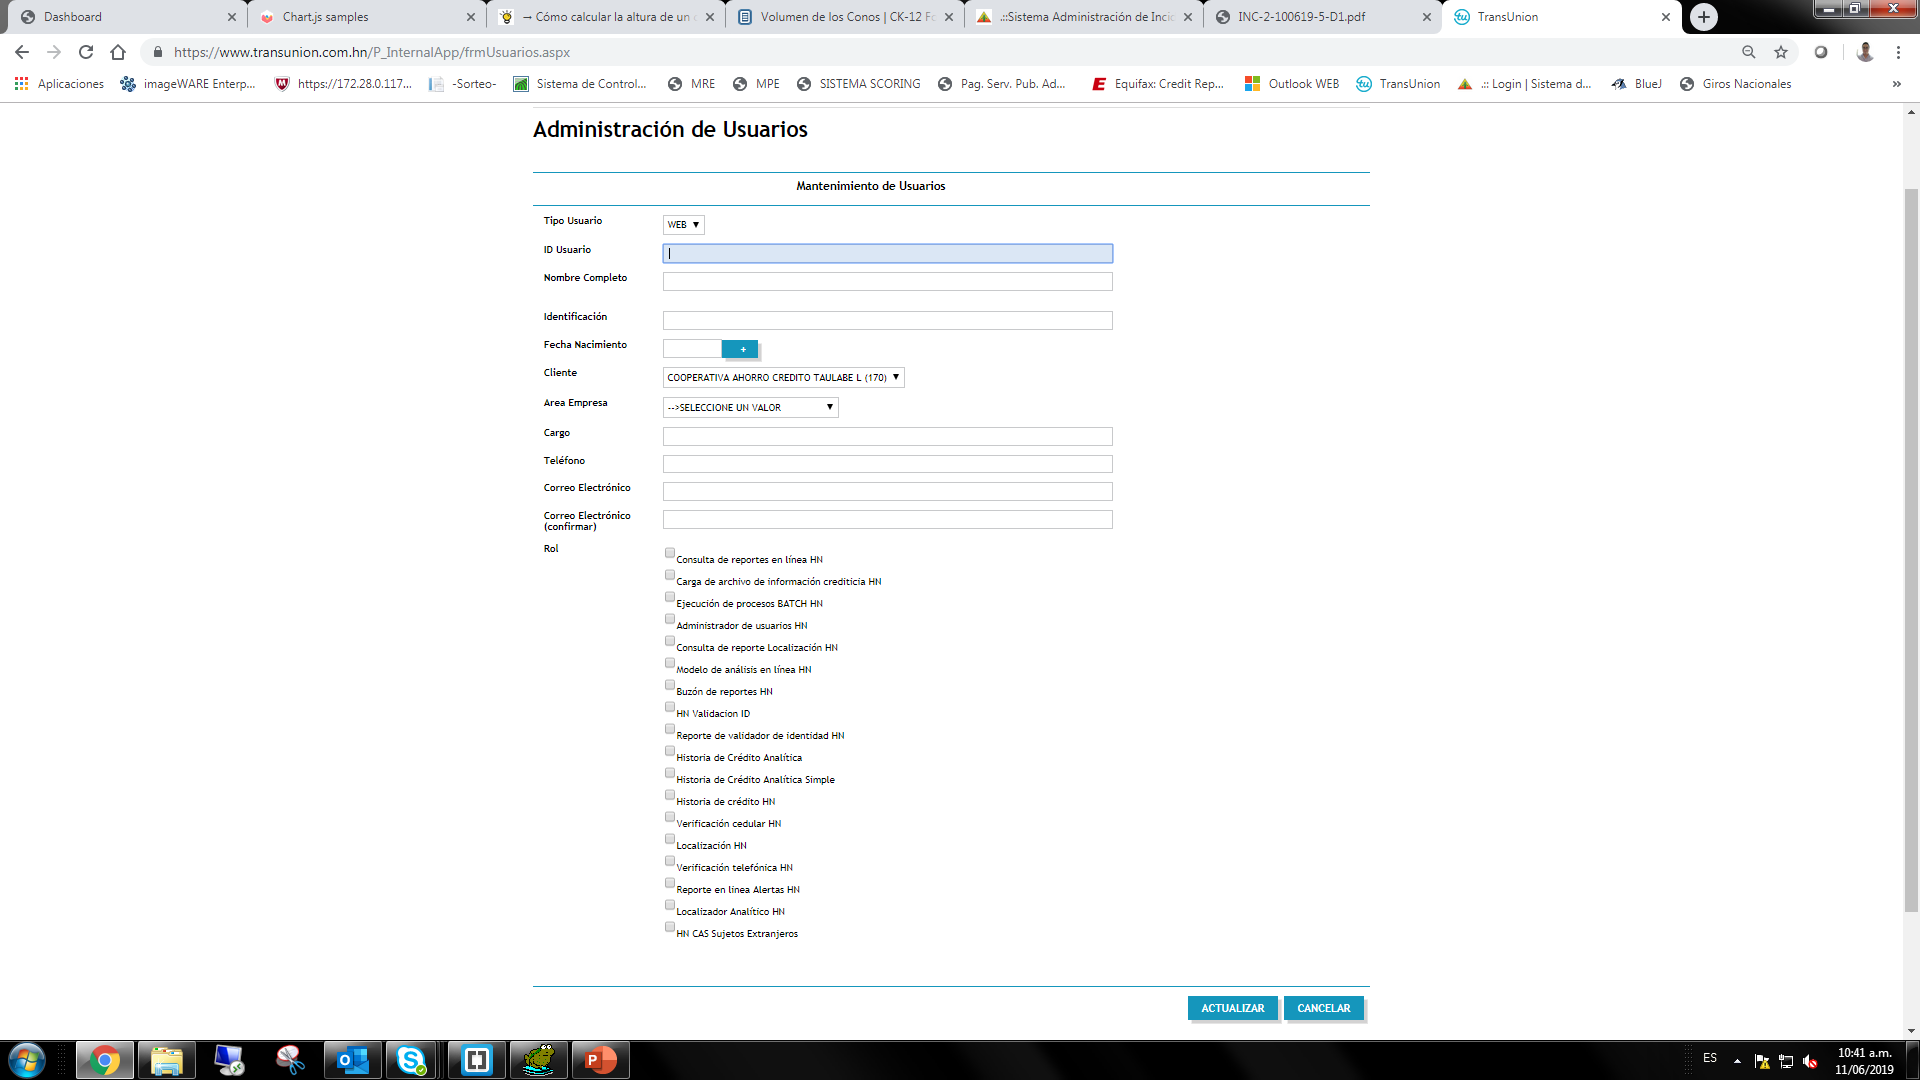 Dashboard
Chart.js samples
→ Cómo calcular la altura de un c
Volumen de los Conos | CK-12 Fo
.::Sistema Administración de Incid
INC-2-100619-5-D1.pdf
TransUnion
https://www.transunion.com.hn/P_InternalApp/frmUsuarios.aspx
Aplicaciones
imageWARE Enterp...
https://172.28.0.117...
-Sorteo-
Sistema de Control...
MRE
MPE
SISTEMA SCORING
Pag. Serv. Pub. Ad...
Equifax: Credit Rep...
Outlook WEB
TransUnion
.:: Login | Sistema d...
BlueJ
Giros Nacionales
»
Administración de Usuarios
Mantenimiento de Usuarios
Tipo Usuario
WEB
ID Usuario
Nombre Completo
Identificación
Fecha Nacimiento
+
Cliente
COOPERATIVA AHORRO CREDITO TAULABE L (170)
Area Empresa
-->SELECCIONE UN VALOR
Cargo
Teléfono
Correo Electrónico
Correo Electrónico
(confirmar)
Rol
Consulta de reportes en línea HN
Carga de archivo de información crediticia HN
Ejecución de procesos BATCH HN
Administrador de usuarios HN
Consulta de reporte Localización HN
Modelo de análisis en línea HN
Buzón de reportes HN
HN Validacion ID
Reporte de validador de identidad HN
Historia de Crédito Analítica
Historia de Crédito Analítica Simple
Historia de crédito HN
Verificación cedular HN
Localización HN
Verificación telefónica HN
Reporte en línea Alertas HN
Localizador Analítico HN
HN CAS Sujetos Extranjeros
ACTUALIZAR
CANCELAR
ES
10:41 a.m.
11/06/2019